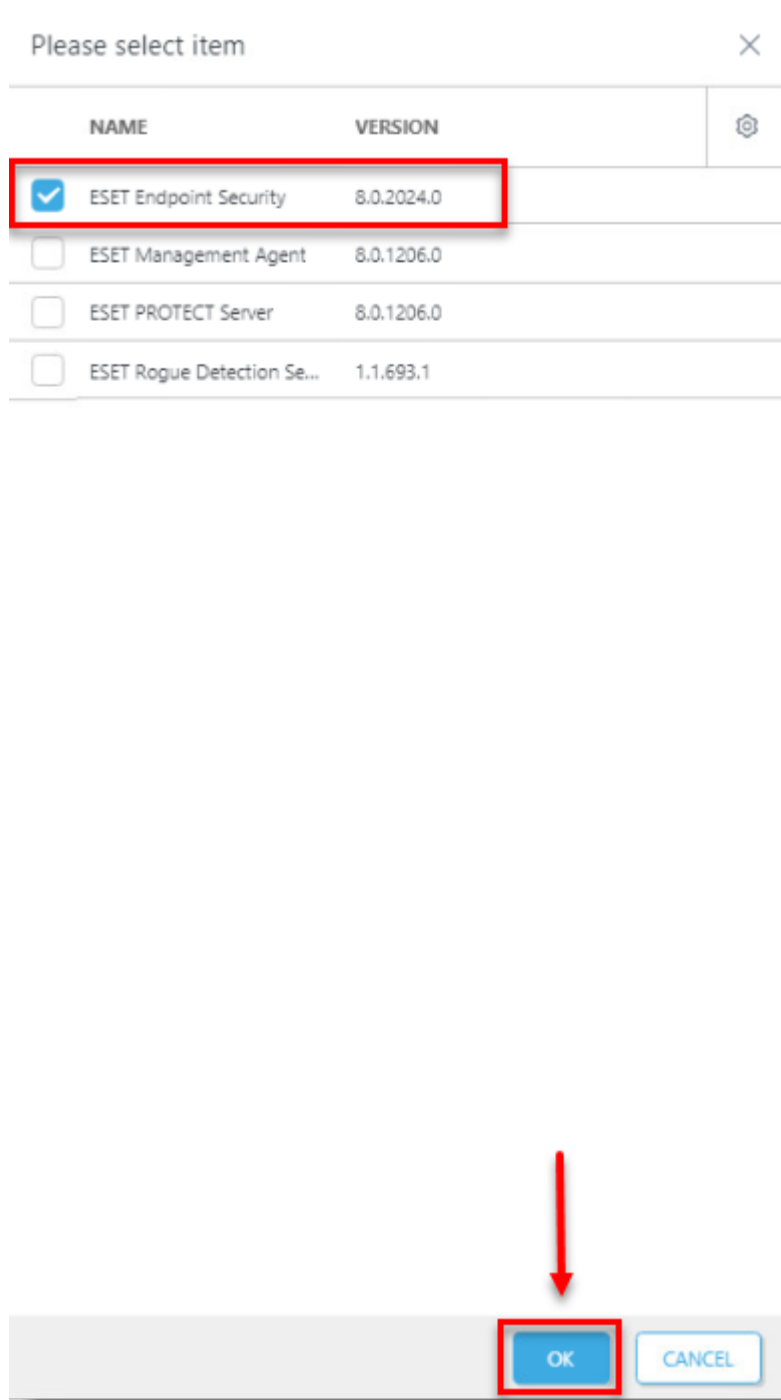 Please select item
NAME VERSION
ESET Endpoint Security 8.0.2024.0
ESET Management Agent 8.0.1206.0
ESET PROTECT Server 8.0.1206.0
ESET Rogue Detection Se... 1.1.693.1
OK CANCEL